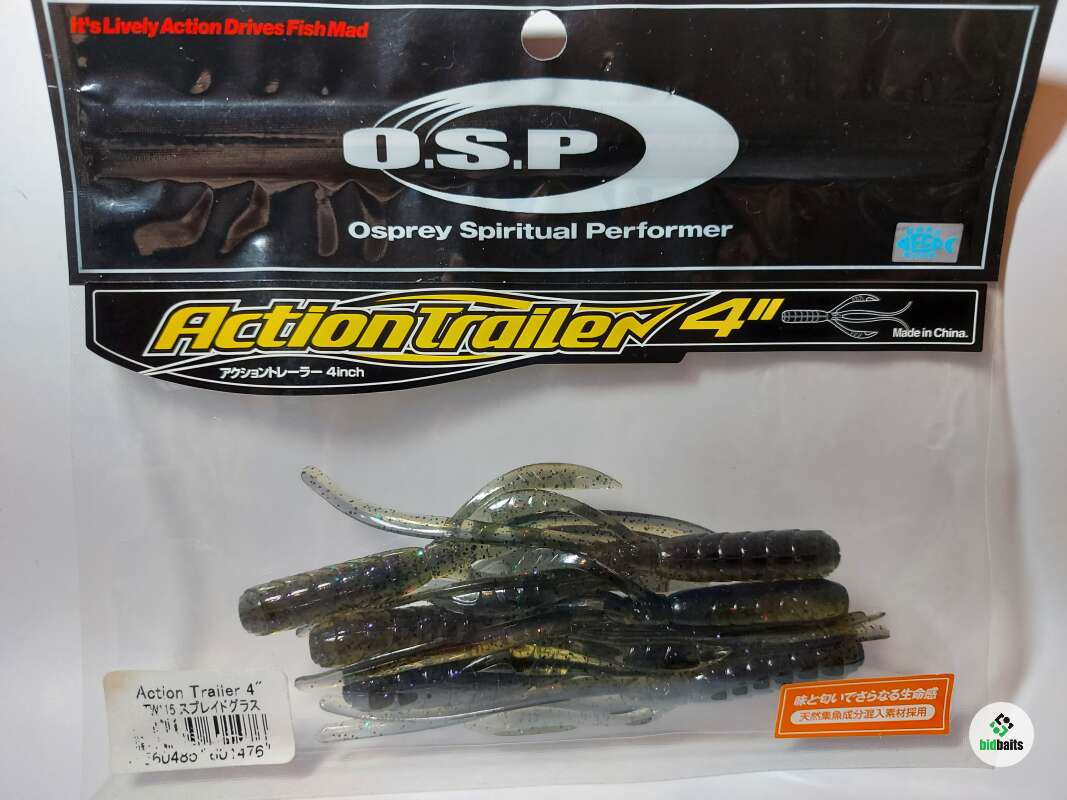 It's Lively Action Drives Fish Mad
O.S.P
Osprey Spiritual Performer
Action Trailer 4"
Made in China.
アクショントレーラー 4inch
Action Trailer 4"
TW116 スプレイドグラス
味と匂いでさらなる生命感
天然集魚成分混入素材採用
bidbaits